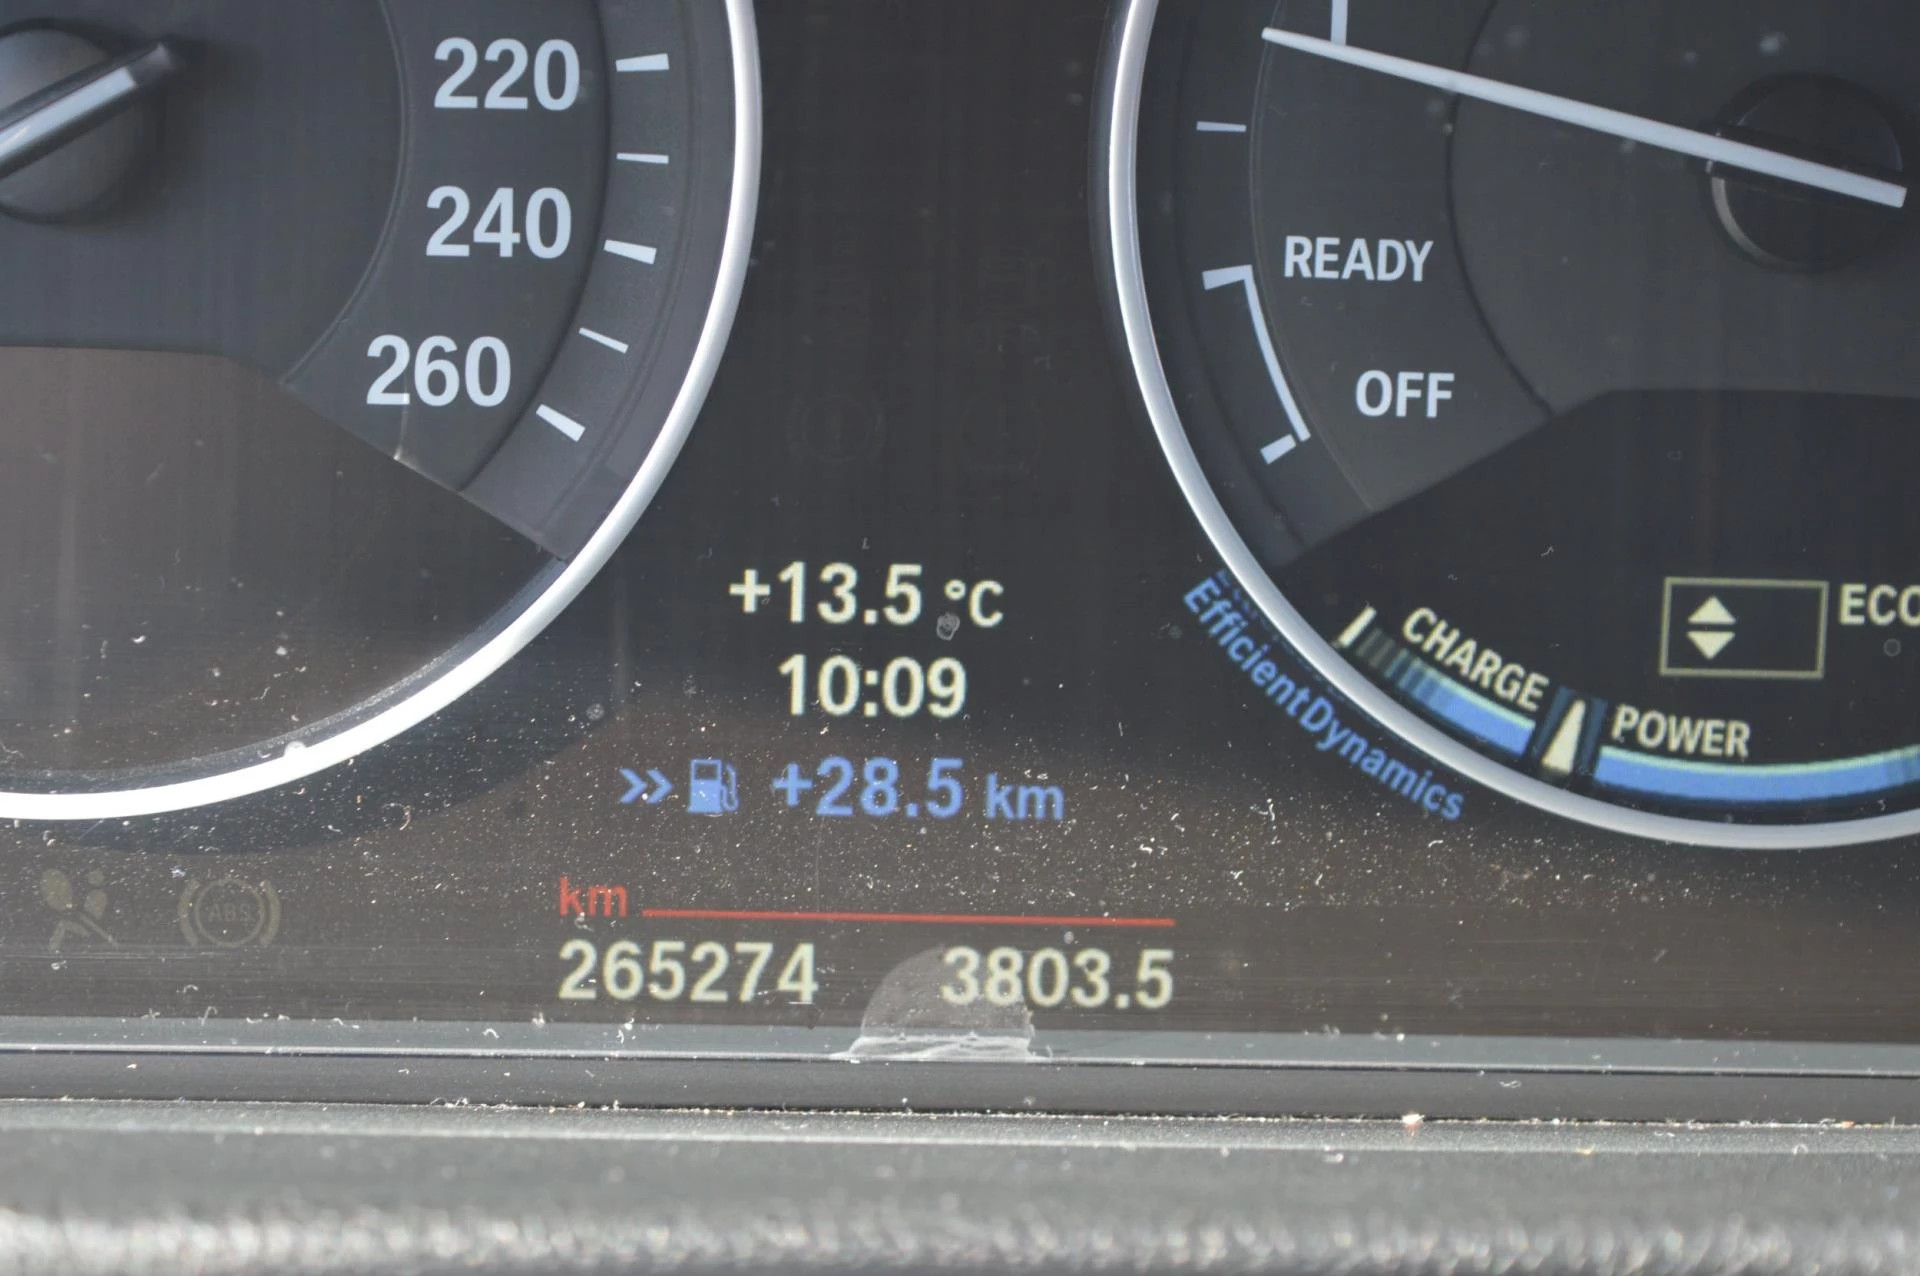 220
240
260
READY
OFF
+13.5 °C
10:09
+28.5 km
EfficientDynamics
CHARGE
POWER
ECO
km
265274 3803.5
ABS